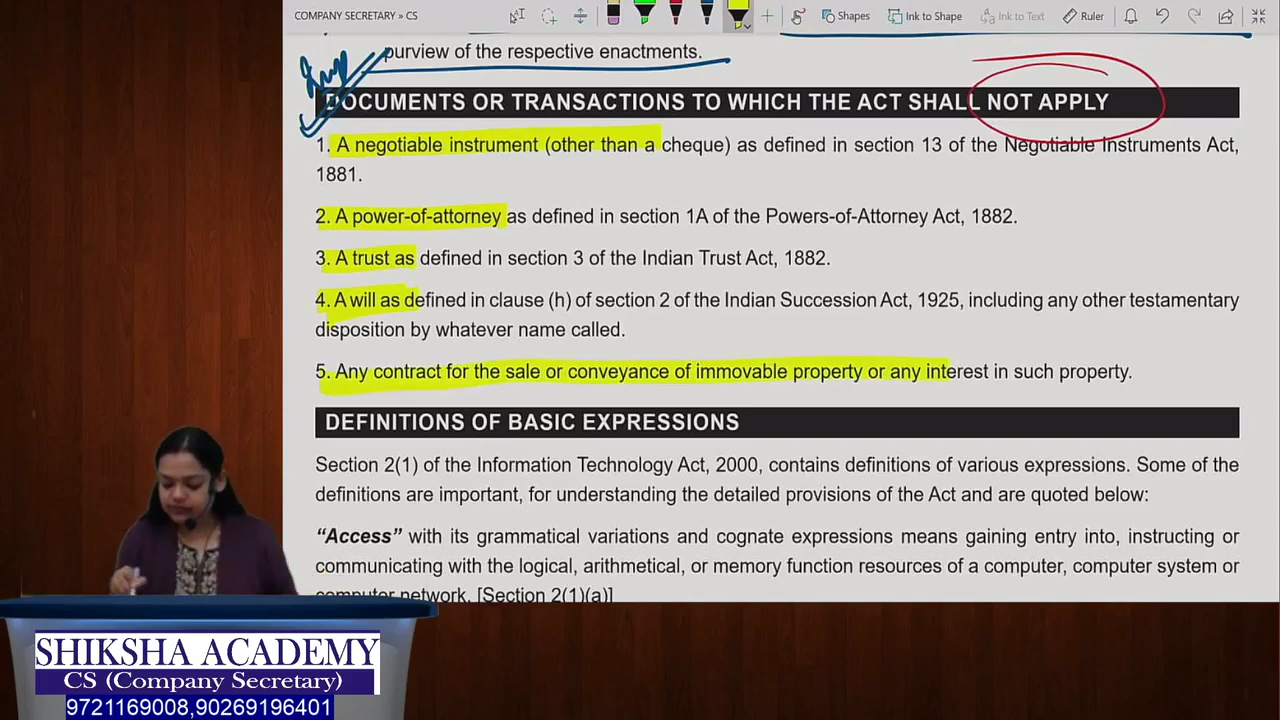 COMPANY SECRETARY » CS
Shapes
Ink to Shape
Ink to Text
Ruler
purview of the respective enactments.
Imp
DOCUMENTS OR TRANSACTIONS TO WHICH THE ACT SHALL NOT APPLY
1. A negotiable instrument (other than a cheque) as defined in section 13 of the Negotiable Instruments Act,
1881.
2. A power-of-attorney as defined in section 1A of the Powers-of-Attorney Act, 1882.
3. A trust as defined in section 3 of the Indian Trust Act, 1882.
4. A will as defined in clause (h) of section 2 of the Indian Succession Act, 1925, including any other testamentary
disposition by whatever name called.
5. Any contract for the sale or conveyance of immovable property or any interest in such property.
DEFINITIONS OF BASIC EXPRESSIONS
Section 2(1) of the Information Technology Act, 2000, contains definitions of various expressions. Some of the
definitions are important, for understanding the detailed provisions of the Act and are quoted below:
“Access” with its grammatical variations and cognate expressions means gaining entry into, instructing or
communicating with the logical, arithmetical, or memory function resources of a computer, computer system or
computer network. [Section 2(1)(a)]
SHIKSHA ACADEMY
CS (Company Secretary)
9721169008,90269196401